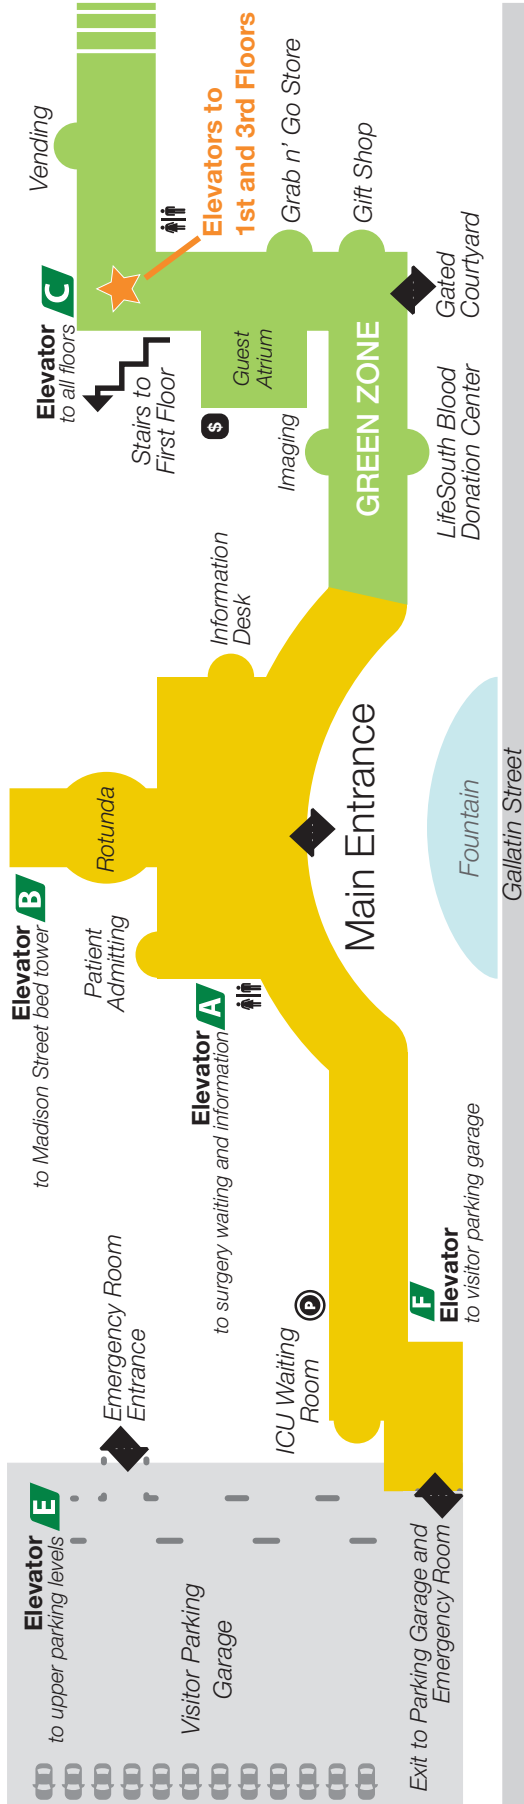 Elevator
to upper parking levels
E
Visitor Parking
Garage
Exit to Parking Garage and
Emergency Room
Emergency Room
Entrance
ICU Waiting
Room
P
F
Elevator
to visitor parking garage
Elevator
to Madison Street bed tower
B
Patient
Admitting
Elevator
to surgery waiting and information
A
Rotunda
Main Entrance
Fountain
Gallatin Street
Information
Desk
Elevator
to all floors
C
Stairs to
First Floor
$
Imaging
Guest
Atrium
GREEN ZONE
LifeSouth Blood
Donation Center
Vending
Elevators to
1st and 3rd Floors
Grab n’ Go Store
Gift Shop
Gated
Courtyard